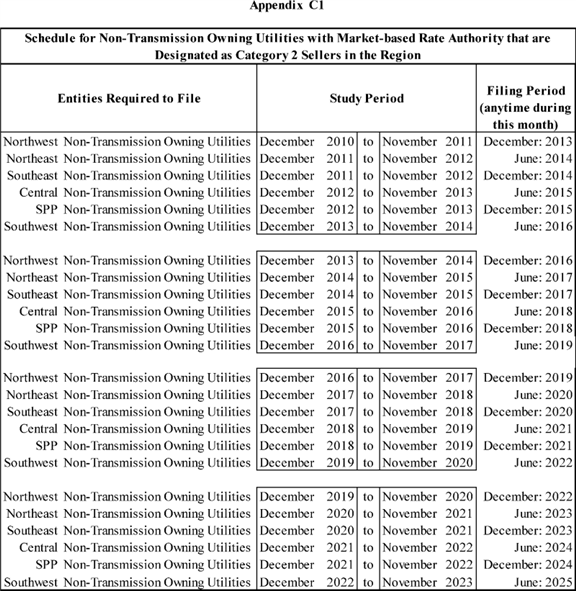 Appendix C1
Schedule for Non-Transmission Owning Utilities with Market-based Rate Authority that are
Designated as Category 2 Sellers in the Region
Entities Required to File Study Period Filing Period (anytime during this month)
Northwest Non-Transmission Owning Utilities December 2010 to November 2011 December: 2013
Northeast Non-Transmission Owning Utilities December 2011 to November 2012 June: 2014
Southeast Non-Transmission Owning Utilities December 2011 to November 2012 December: 2014
Central Non-Transmission Owning Utilities December 2012 to November 2013 June: 2015
SPP Non-Transmission Owning Utilities December 2012 to November 2013 December: 2015
Southwest Non-Transmission Owning Utilities December 2013 to November 2014 June: 2016
Northwest Non-Transmission Owning Utilities December 2013 to November 2014 December: 2016
Northeast Non-Transmission Owning Utilities December 2014 to November 2015 June: 2017
Southeast Non-Transmission Owning Utilities December 2014 to November 2015 December: 2017
Central Non-Transmission Owning Utilities December 2015 to November 2016 June: 2018
SPP Non-Transmission Owning Utilities December 2015 to November 2016 December: 2018
Southwest Non-Transmission Owning Utilities December 2016 to November 2017 June: 2019
Northwest Non-Transmission Owning Utilities December 2016 to November 2017 December: 2019
Northeast Non-Transmission Owning Utilities December 2017 to November 2018 June: 2020
Southeast Non-Transmission Owning Utilities December 2017 to November 2018 December: 2020
Central Non-Transmission Owning Utilities December 2018 to November 2019 June: 2021
SPP Non-Transmission Owning Utilities December 2018 to November 2019 December: 2021
Southwest Non-Transmission Owning Utilities December 2019 to November 2020 June: 2022
Northwest Non-Transmission Owning Utilities December 2019 to November 2020 December: 2022
Northeast Non-Transmission Owning Utilities December 2020 to November 2021 June: 2023
Southeast Non-Transmission Owning Utilities December 2020 to November 2021 December: 2023
Central Non-Transmission Owning Utilities December 2021 to November 2022 June: 2024
SPP Non-Transmission Owning Utilities December 2021 to November 2022 December: 2024
Southwest Non-Transmission Owning Utilities December 2022 to November 2023 June: 2025